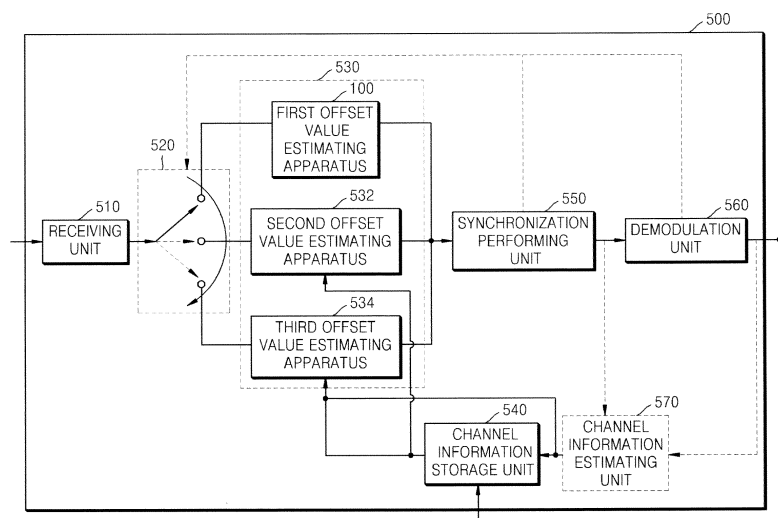 500
530
100
FIRST OFFSET
VALUE
ESTIMATING
APPARATUS
520
510
RECEIVING
UNIT
532
SECOND OFFSET
VALUE ESTIMATING
APPARATUS
550
SYNCHRONIZATION
PERFORMING
UNIT
560
DEMODULATION
UNIT
534
THIRD OFFSET
VALUE ESTIMATING
APPARATUS
540
CHANNEL
INFORMATION
STORAGE UNIT
570
CHANNEL
INFORMATION
ESTIMATING
UNIT